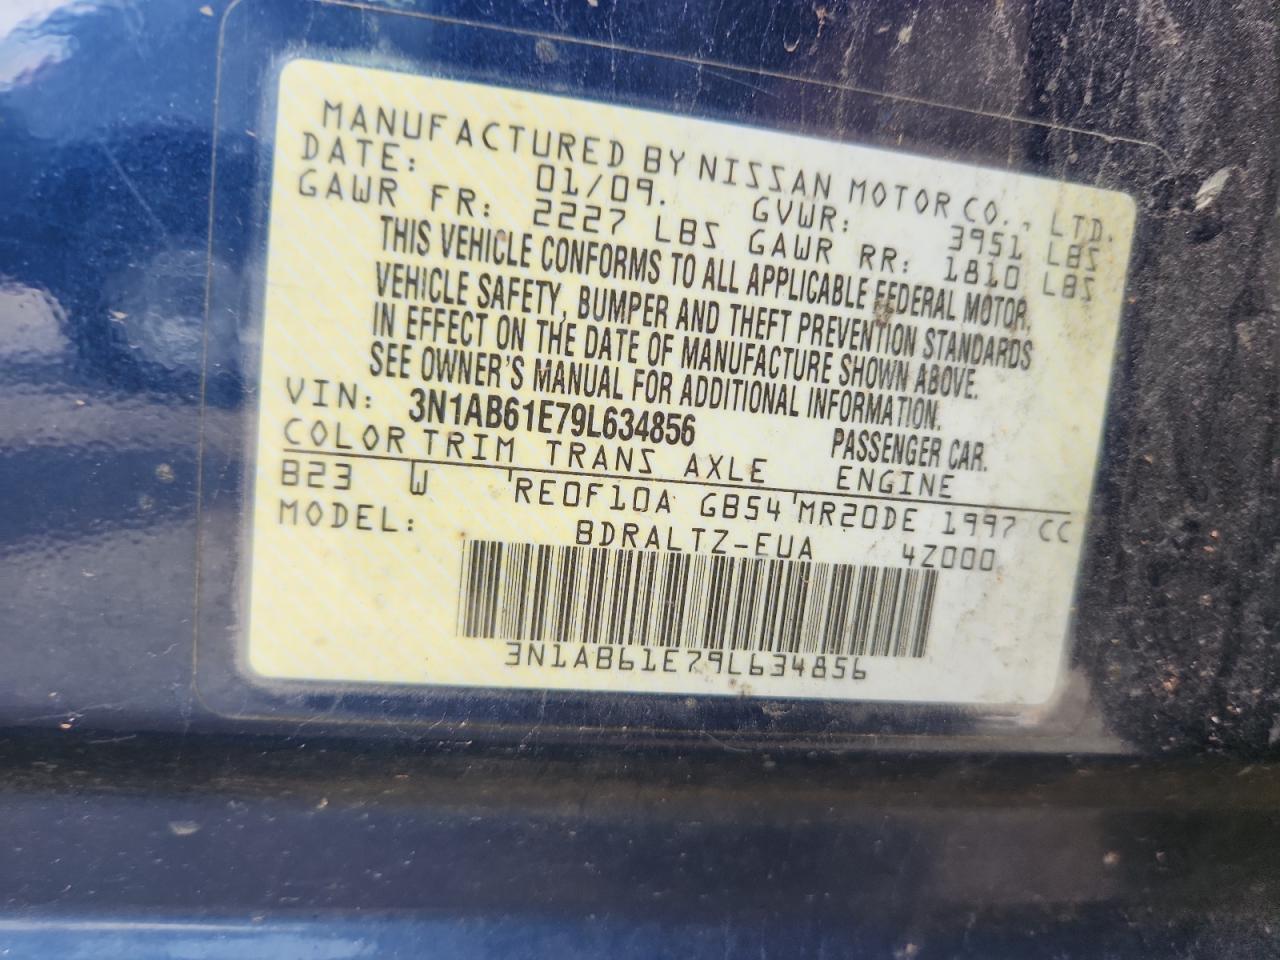 MANUFACTURED BY NISSAN MOTOR CO., LTD.
DATE: 01/09. GVWR: 3951 LBS
GAWR FR: 2227 LBS GAWR RR: 1810 LBS
THIS VEHICLE CONFORMS TO ALL APPLICABLE FEDERAL MOTOR.
VEHICLE SAFETY, BUMPER AND THEFT PREVENTION STANDARDS
IN EFFECT ON THE DATE OF MANUFACTURE SHOWN ABOVE.
SEE OWNER'S MANUAL FOR ADDITIONAL INFORMATION.
VIN: 3N1AB61E79L634856 PASSENGER CAR.
COLOR TRIM TRANS AXLE ENGINE
B23 W RE0F10A GB54 MR20DE 1997 CC
MODEL: BDRALTZ-EUA 4Z000
3N1AB61E79L634856